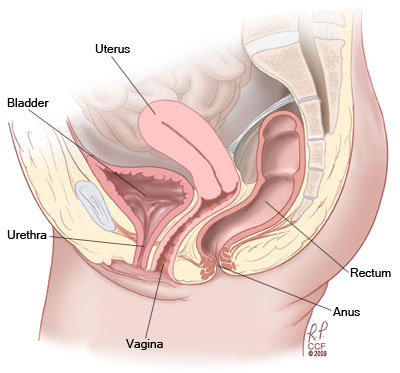 Uterus
Bladder
Urethra
Rectum
Anus
Vagina
CCF
© 2009